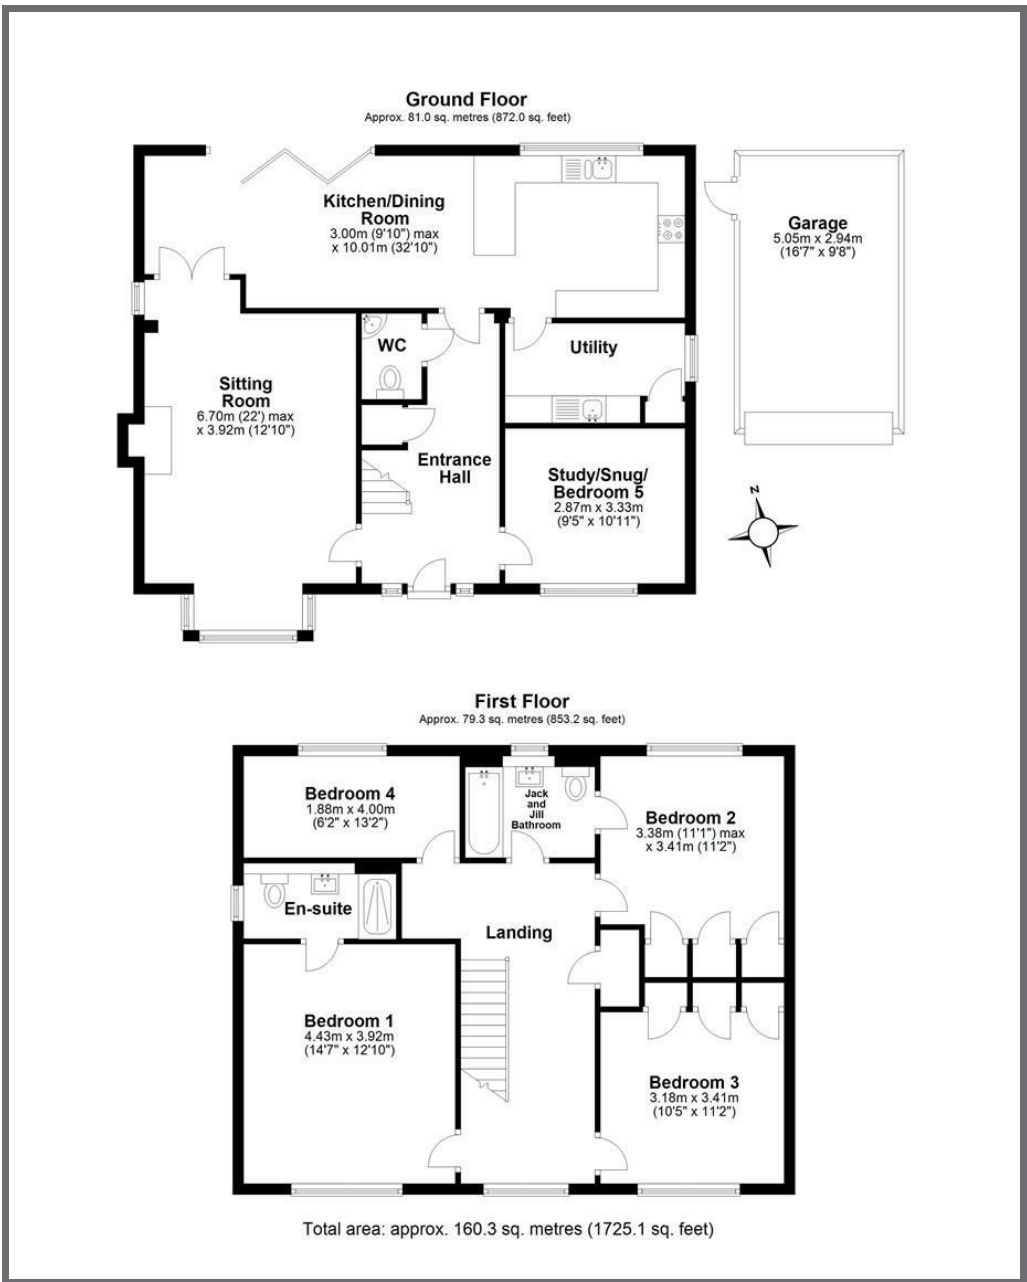 Ground Floor
Approx. 81.0 sq. metres (872.0 sq. feet)
Kitchen/Dining
Room
3.00m (9'10") max
x 10.01m (32'10")
Garage
5.05m x 2.94m
(16'7" x 9'8")
WC
Utility
Sitting
Room
6.70m (22') max
x 3.92m (12'10")
Entrance
Hall
Study/Snug/
Bedroom 5
2.87m x 3.33m
(9'5" x 10'11")
N
First Floor
Approx. 79.3 sq. metres (853.2 sq. feet)
Bedroom 4
1.88m x 4.00m
(6'2" x 13'2")
Jack
and
Jill
Bathroom
Bedroom 2
3.38m (11'1") max
x 3.41m (11'2")
En-suite
Landing
Bedroom 1
4.43m x 3.92m
(14'7" x 12'10")
Bedroom 3
3.18m x 3.41m
(10'5" x 11'2")
Total area: approx. 160.3 sq. metres (1725.1 sq. feet)